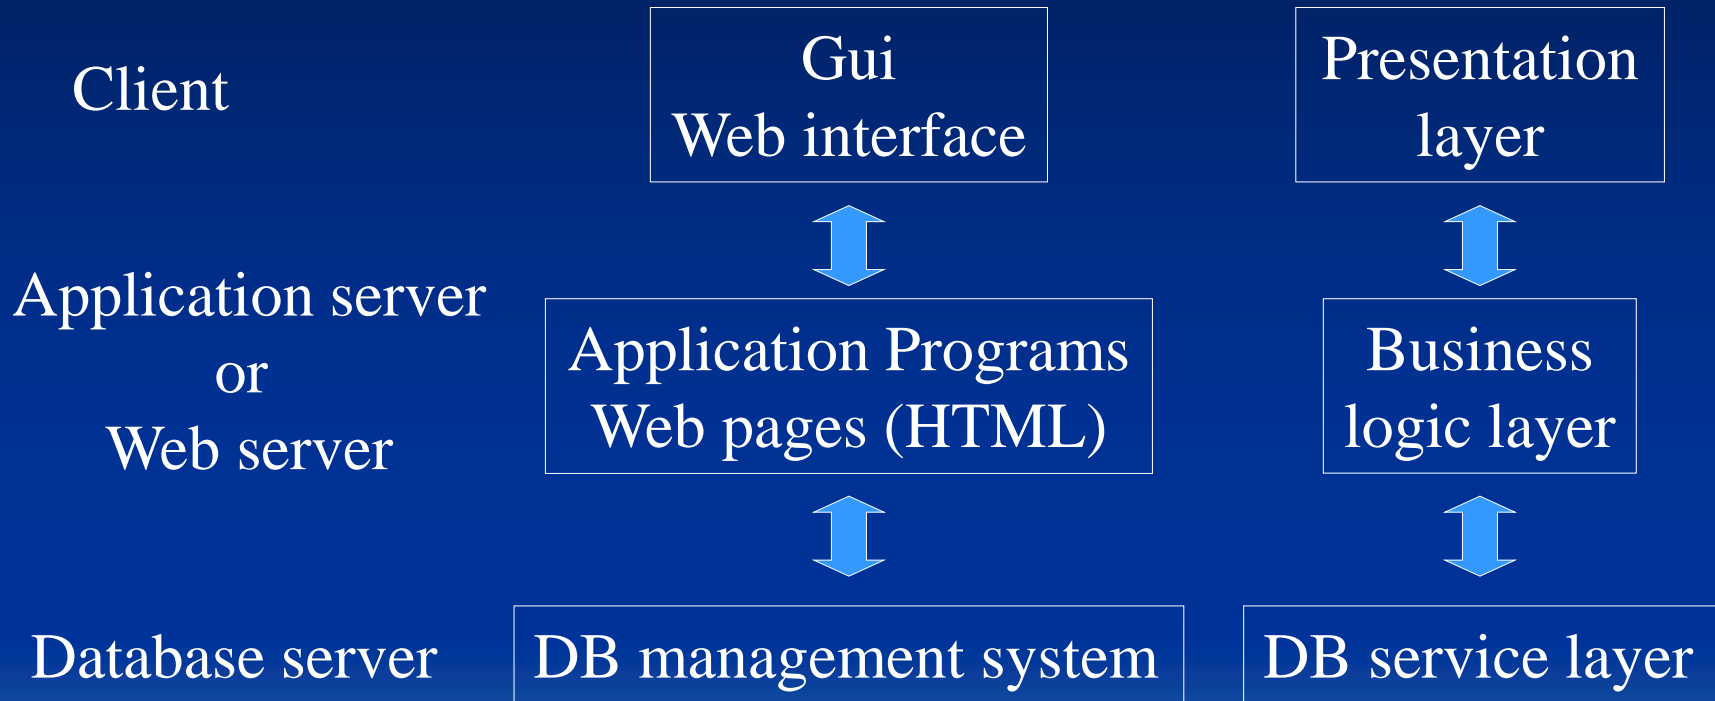 Client
Gui
Web interface
Presentation
layer
Application server
or
Web server
Application Programs
Web pages (HTML)
Business
logic layer
Database server
DB management system
DB service layer